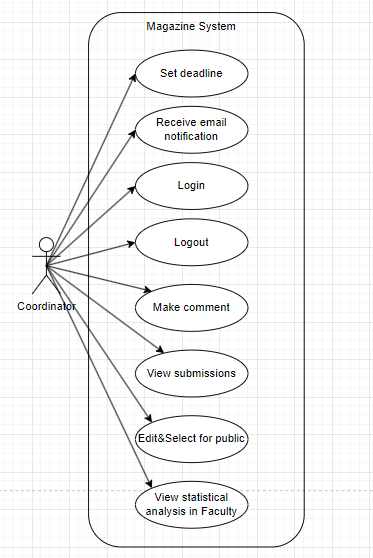 Magazine System
Set deadline
Receive email
notification
Login
Logout
Coordinator
Make comment
View submissions
Edit&Select for public
View statistical
analysis in Faculty